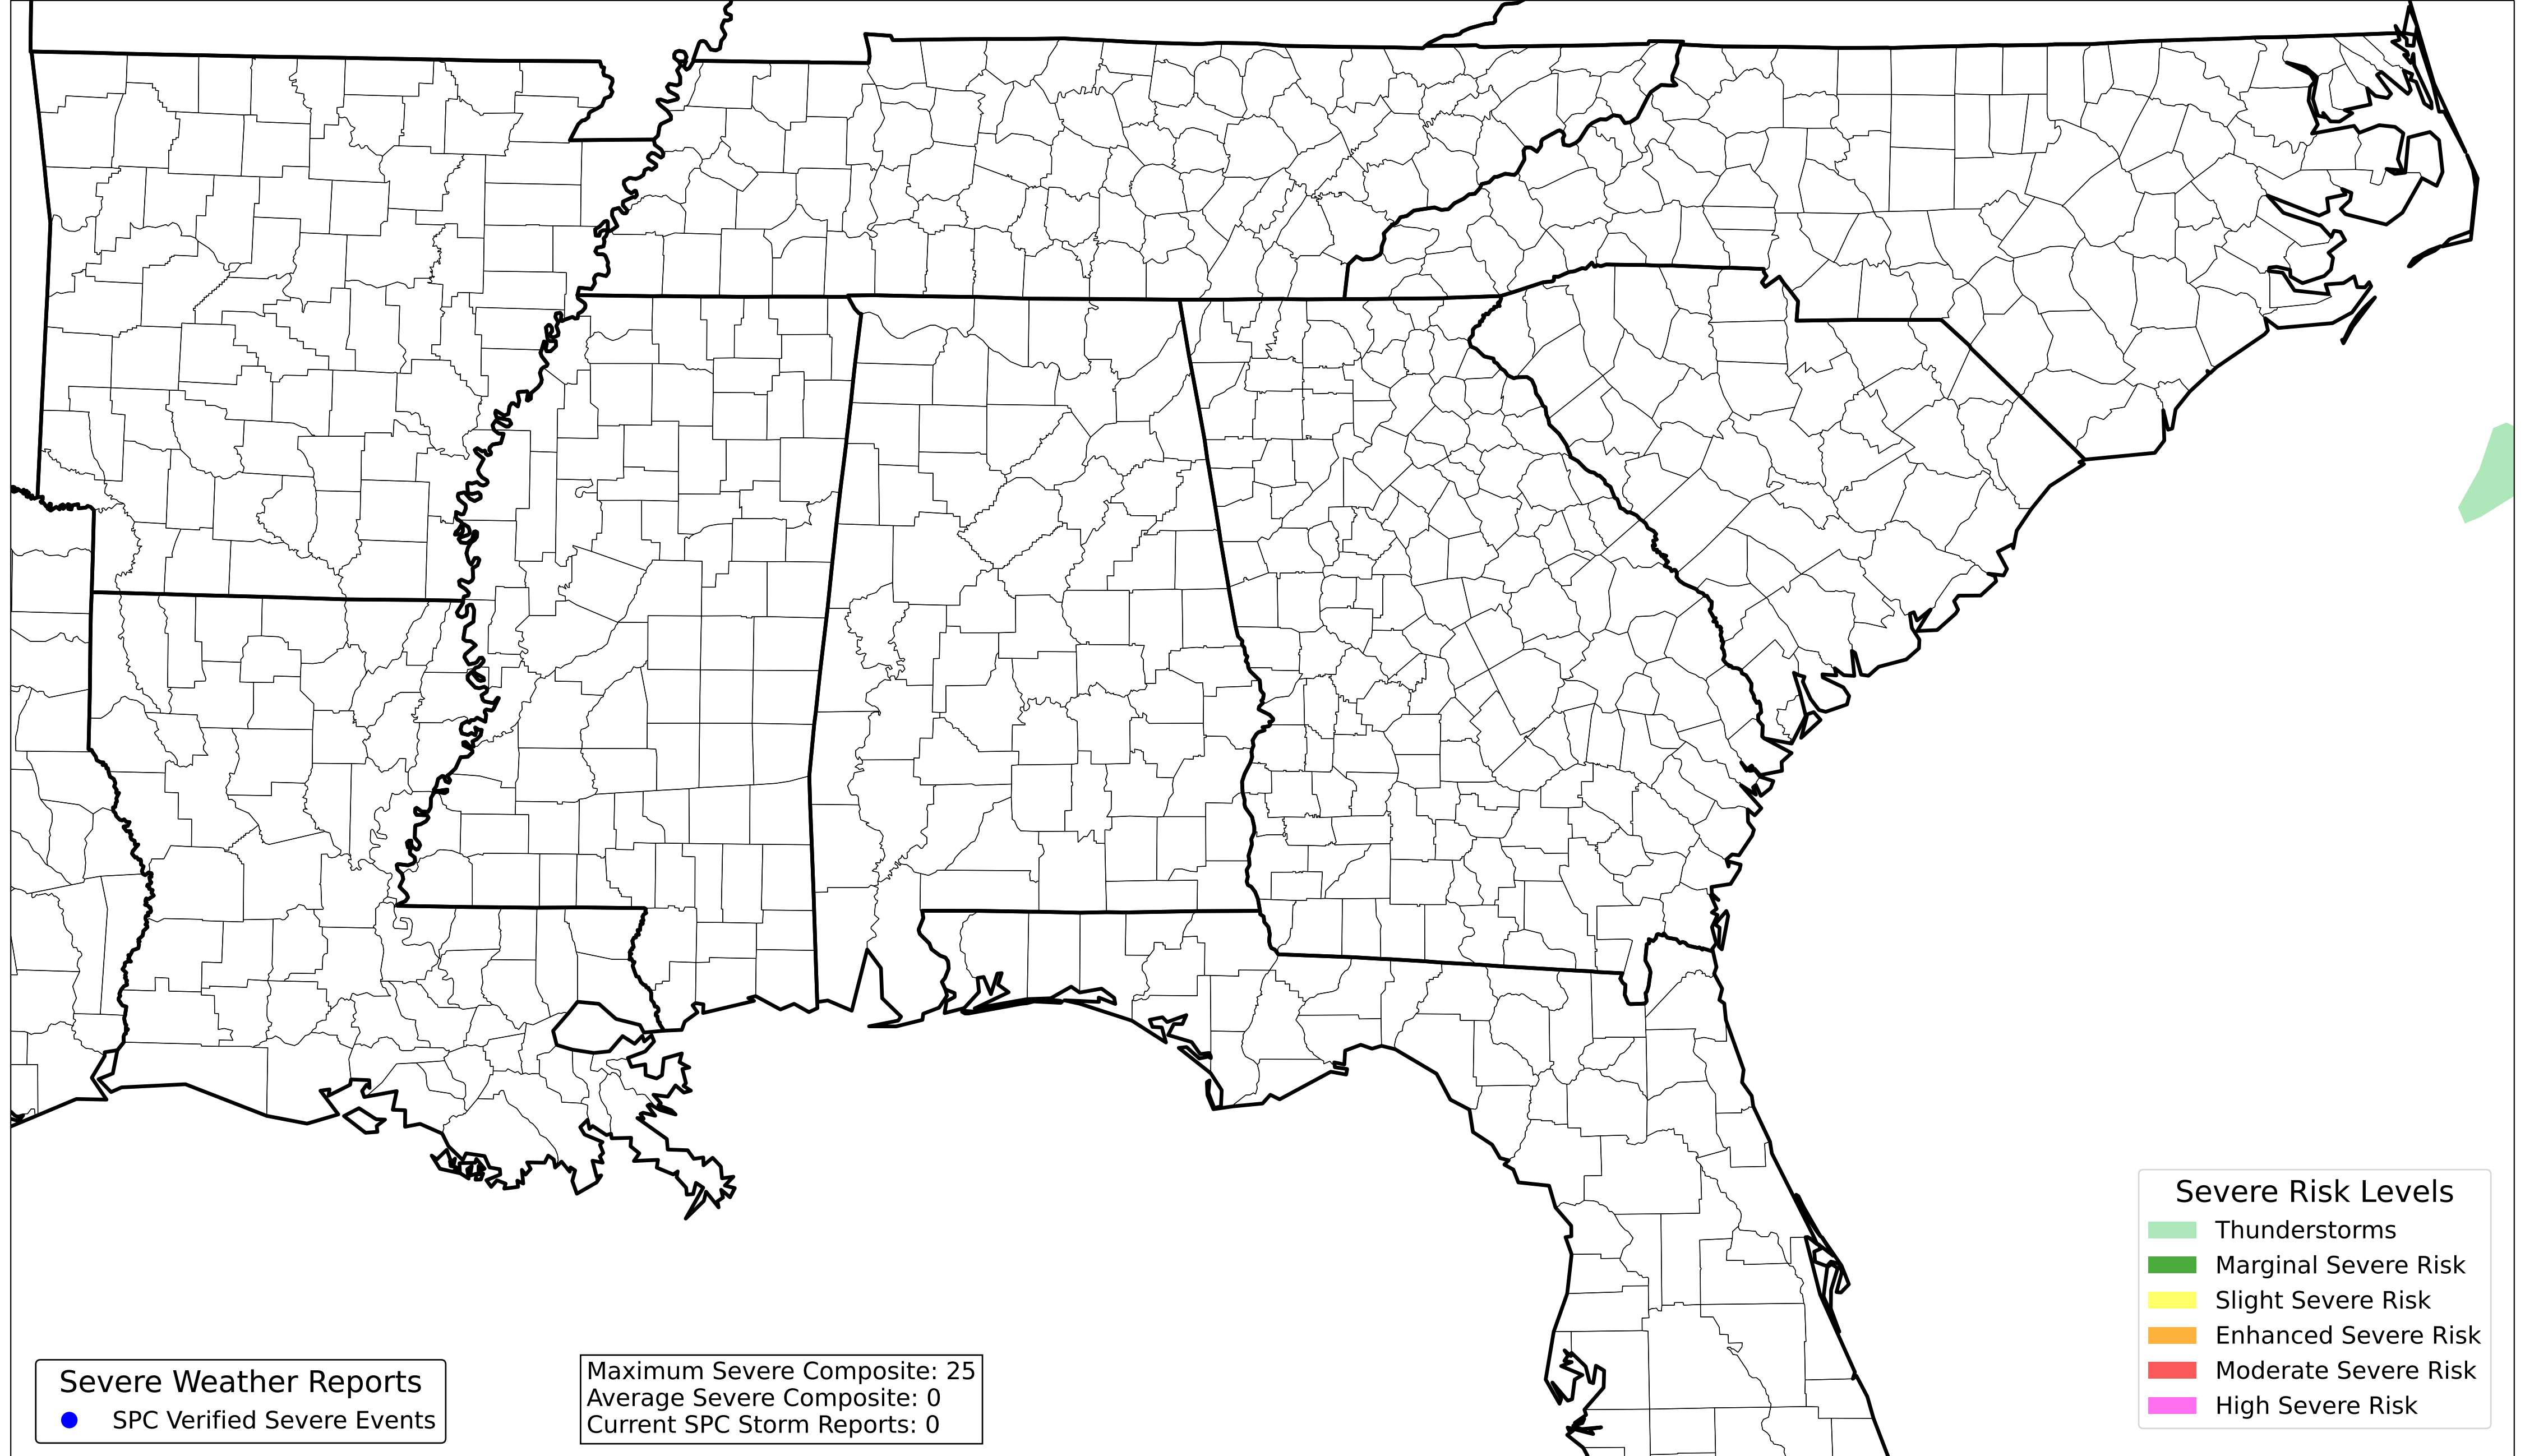 Severe Weather Reports
SPC Verified Severe Events
Maximum Severe Composite: 25
Average Severe Composite: 0
Current SPC Storm Reports: 0
Severe Risk Levels
Thunderstorms
Marginal Severe Risk
Slight Severe Risk
Enhanced Severe Risk
Moderate Severe Risk
High Severe Risk